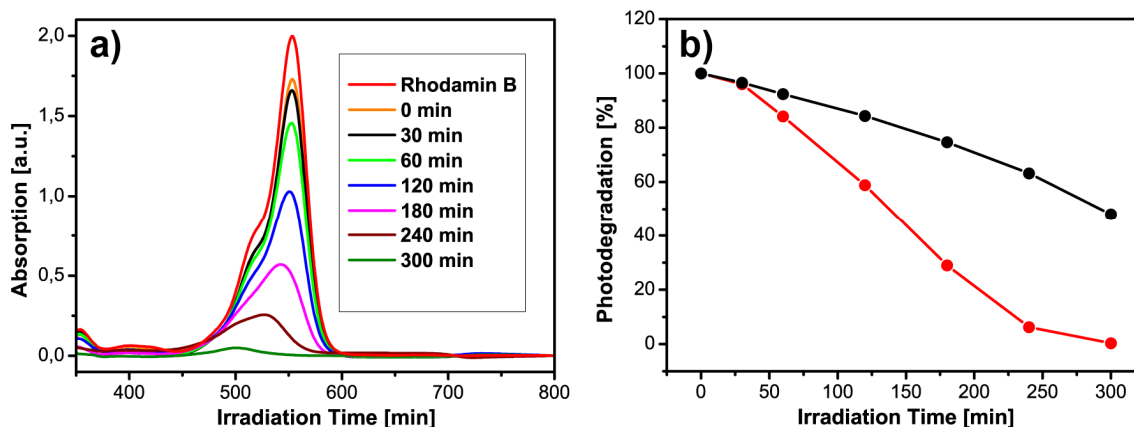 a)
2,0
1,5
1,0
0,5
0,0
400 500 600 700 800
Absorption [a.u.]
Irradiation Time [min]
Rhodamin B
0 min
30 min
60 min
120 min
180 min
240 min
300 min
b)
120
100
80
60
40
20
0
0 50 100 150 200 250 300
Photodegradation [%]
Irradiation Time [min]